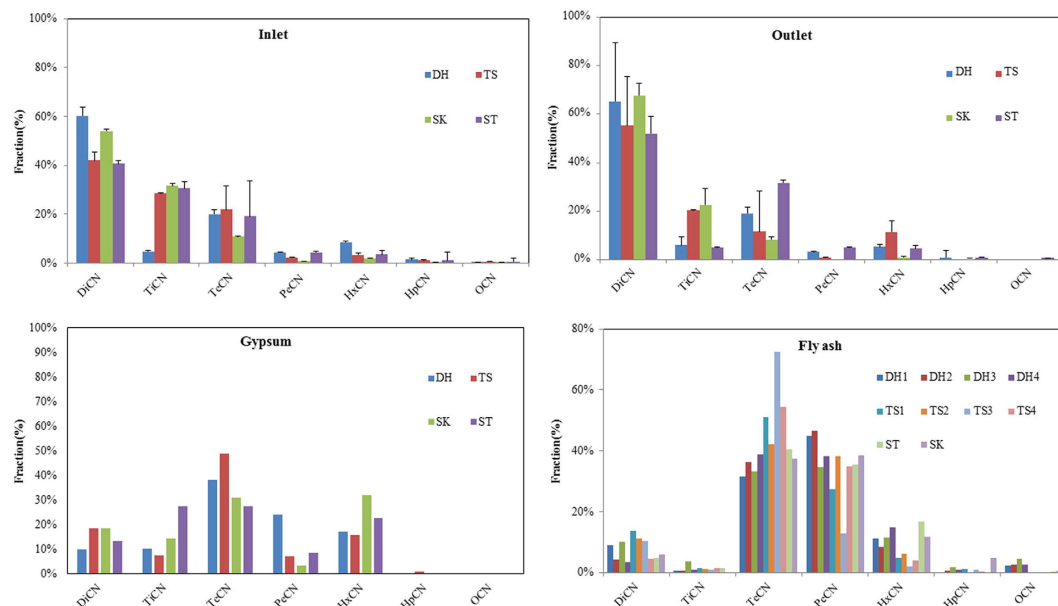 Inlet
Fraction(%)
100%
80%
60%
40%
20%
0%
DH TS
SK ST
DiCN TiCN TeCN PeCN HxCN HpCN OCN
Outlet
Fraction(%)
100%
80%
60%
40%
20%
0%
DH TS
SK ST
DiCN TiCN TeCN PeCN HxCN HpCN OCN
Gypsum
Fraction(%)
100%
90%
80%
70%
60%
50%
40%
30%
20%
10%
0%
DH TS
SK ST
DiCN TiCN TeCN PeCN HxCN HpCN OCN
Fly ash
Fraction(%)
80%
60%
40%
20%
0%
DH1 DH2 DH3 DH4
TS1 TS2 TS3 TS4
ST SK
DiCN TiCN TeCN PeCN HxCN HpCN OCN